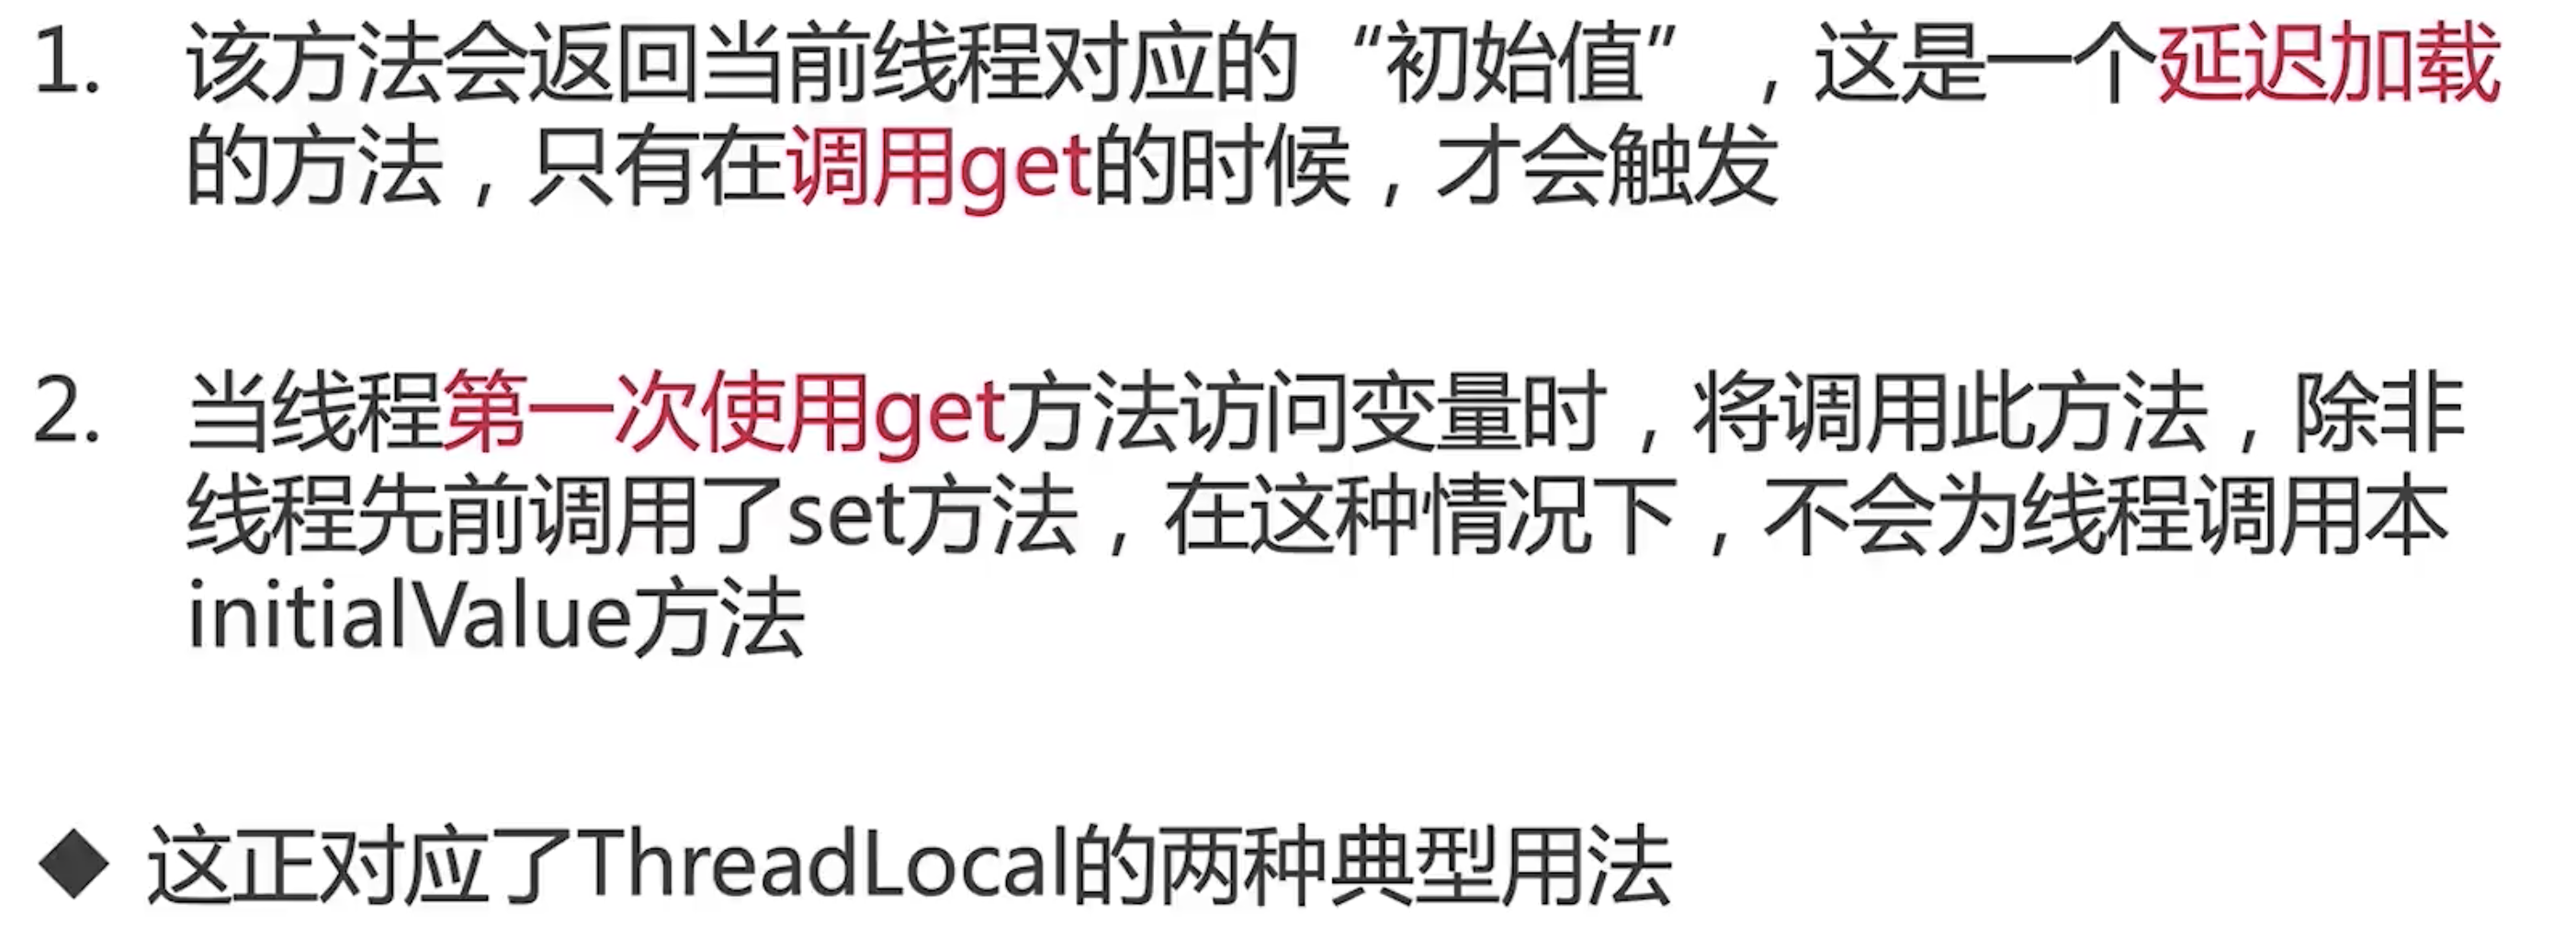 1. 该方法会返回当前线程对应的“初始值”，这是一个延迟加载
的方法，只有在调用get的时候，才会触发
2. 当线程第一次使用get方法访问变量时，将调用此方法，除非
线程先前调用了set方法，在这种情况下，不会为线程调用本
initialValue方法
◆ 这正对应了ThreadLocal的两种典型用法